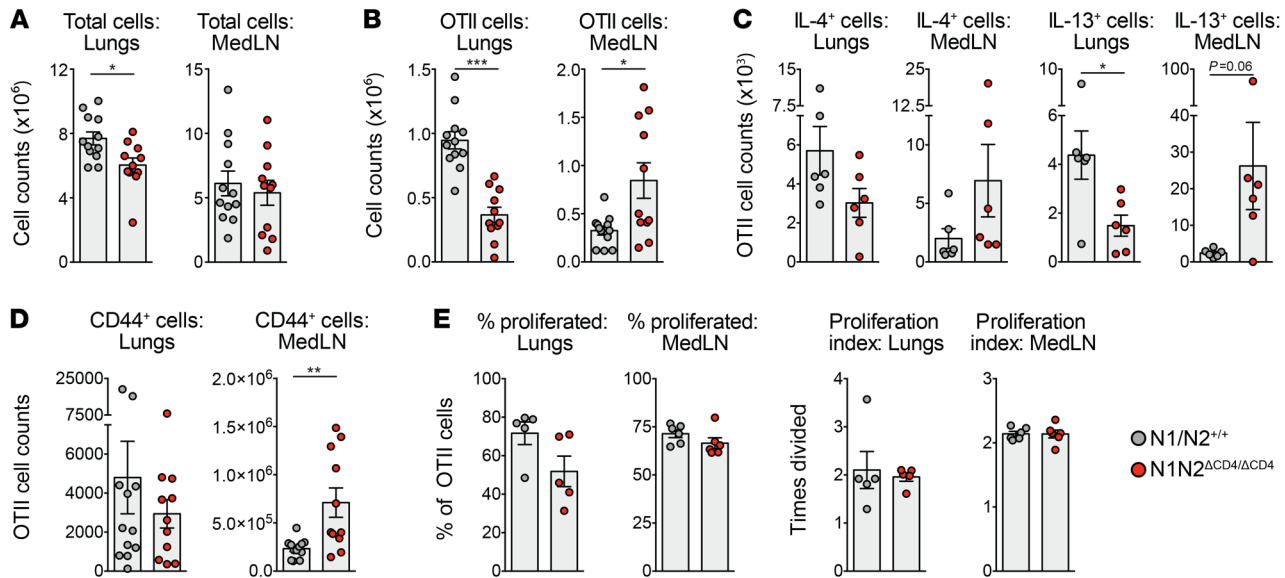 A
Total cells:
Lungs
Total cells:
MedLN
Cell counts (x10⁶)
12
8
4
0
*
15
10
5
0
B
OTII cells:
Lungs
OTII cells:
MedLN
Cell counts (x10⁶)
1.5
1.0
0.5
0.0
***
2.0
1.5
1.0
0.5
0.0
*
C
IL-4⁺ cells:
Lungs
IL-4⁺ cells:
MedLN
IL-13⁺ cells:
Lungs
IL-13⁺ cells:
MedLN
OTII cell counts (x10³)
15
7.5
6
4
2
0
25
12.5
10
5
0
10
5
6
4
2
0
*
100
80
40
30
20
10
0
P=0.06
D
CD44⁺ cells:
Lungs
CD44⁺ cells:
MedLN
OTII cell counts
25000
7500
6000
4000
2000
0
2.0×10⁶
1.5×10⁶
1.0×10⁶
5.0×10⁵
0.0
**
E
% proliferated:
Lungs
% proliferated:
MedLN
Proliferation
index: Lungs
Proliferation
index: MedLN
% of OTII cells
100
80
60
40
20
0
100
75
50
25
0
Times divided
4
3
2
1
0
3
2
1
0
N1/N2⁺/⁺
N1N2ΔCD4/ΔCD4